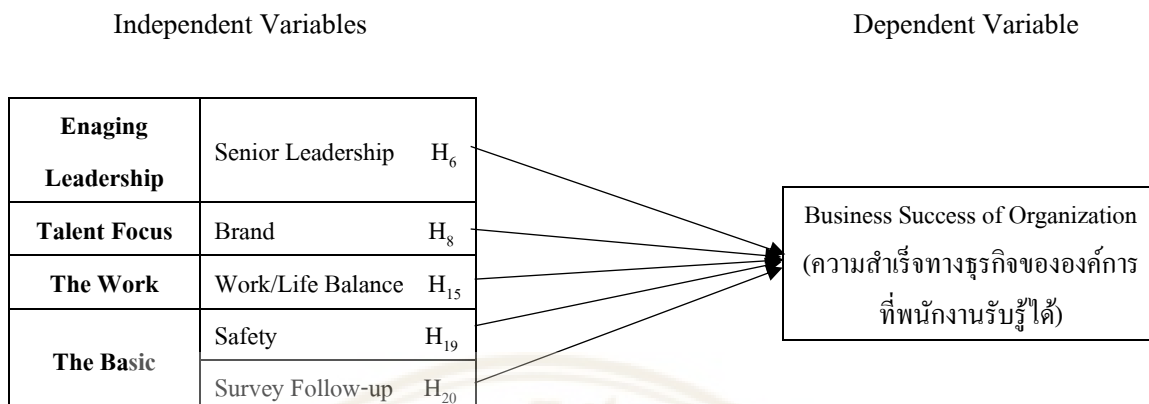 Independent Variables Dependent Variable
Enaging
Leadership
Senior Leadership H6
Talent Focus Brand H8
The Work Work/Life Balance H15
The Basic
Safety H19
Survey Follow-up H20
Business Success of Organization
(ความสำเร็จทางธุรกิจขององค์การ
ที่พนักงานรับรู้ได้)